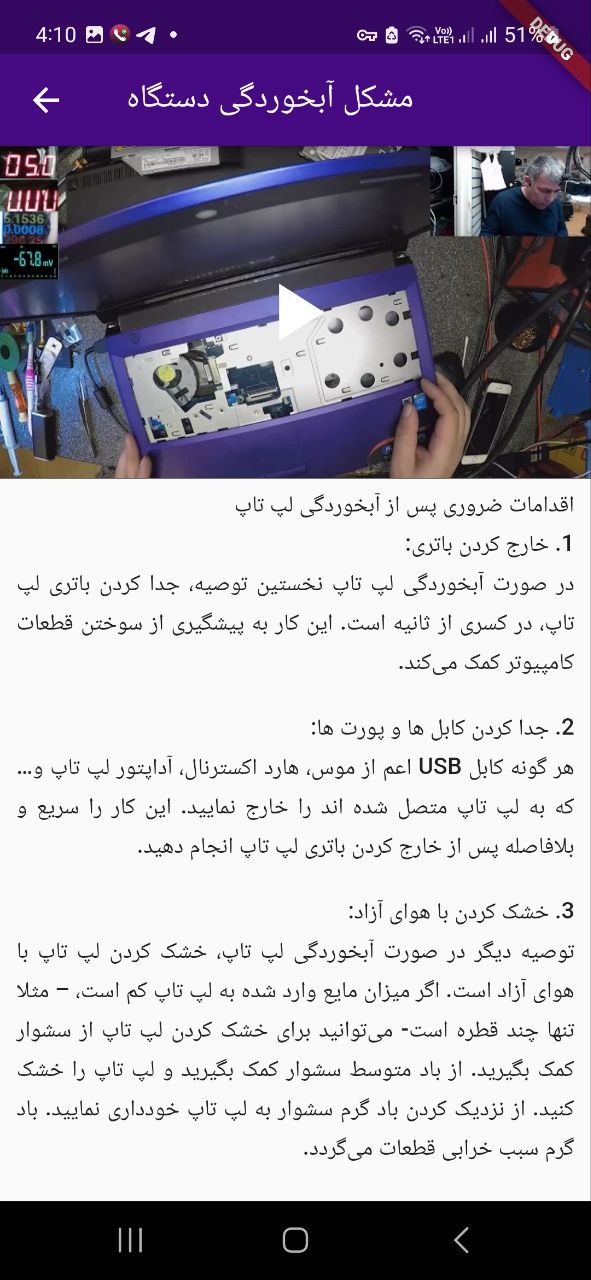 4:10
Vo))
LTE1
51%
DEBUG
مشکل آبخوردگی دستگاه
05.0
5.1536
0.0008
296.25
-67.8 mV
اقدامات ضروری پس از آبخوردگی لپ تاپ
1. خارج کردن باتری:
در صورت آبخوردگی لپ تاپ نخستین توصیه، جدا کردن باتری لپ
تاپ، در کسری از ثانیه است. این کار به پیشگیری از سوختن قطعات
کامپیوتر کمک می‌کند.
2. جدا کردن کابل ها و پورت ها:
هر گونه کابل USB اعم از موس، هارد اکسترنال، آداپتور لپ تاپ و...
که به لپ تاپ متصل شده اند را خارج نمایید. این کار را سریع و
بلافاصله پس از خارج کردن باتری لپ تاپ انجام دهید.
3. خشک کردن با هوای آزاد:
توصیه دیگر در صورت آبخوردگی لپ تاپ، خشک کردن لپ تاپ با
هوای آزاد است. اگر میزان مایع وارد شده به لپ تاپ کم است، – مثلا
تنها چند قطره است- می‌توانید برای خشک کردن لپ تاپ از سشوار
کمک بگیرید. از باد متوسط سشوار کمک بگیرید و لپ تاپ را خشک
کنید. از نزدیک کردن باد گرم سشوار به لپ تاپ خودداری نمایید. باد
گرم سبب خرابی قطعات می‌گردد.